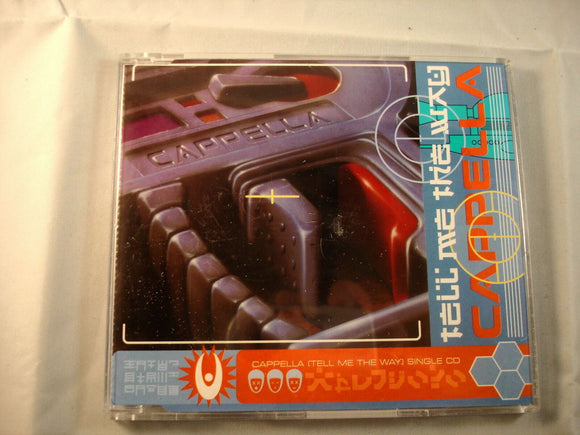 CAPPELLA
tell me the way
CAPPELLA
CAPPELLA (TELL ME THE WAY) SINGLE CD